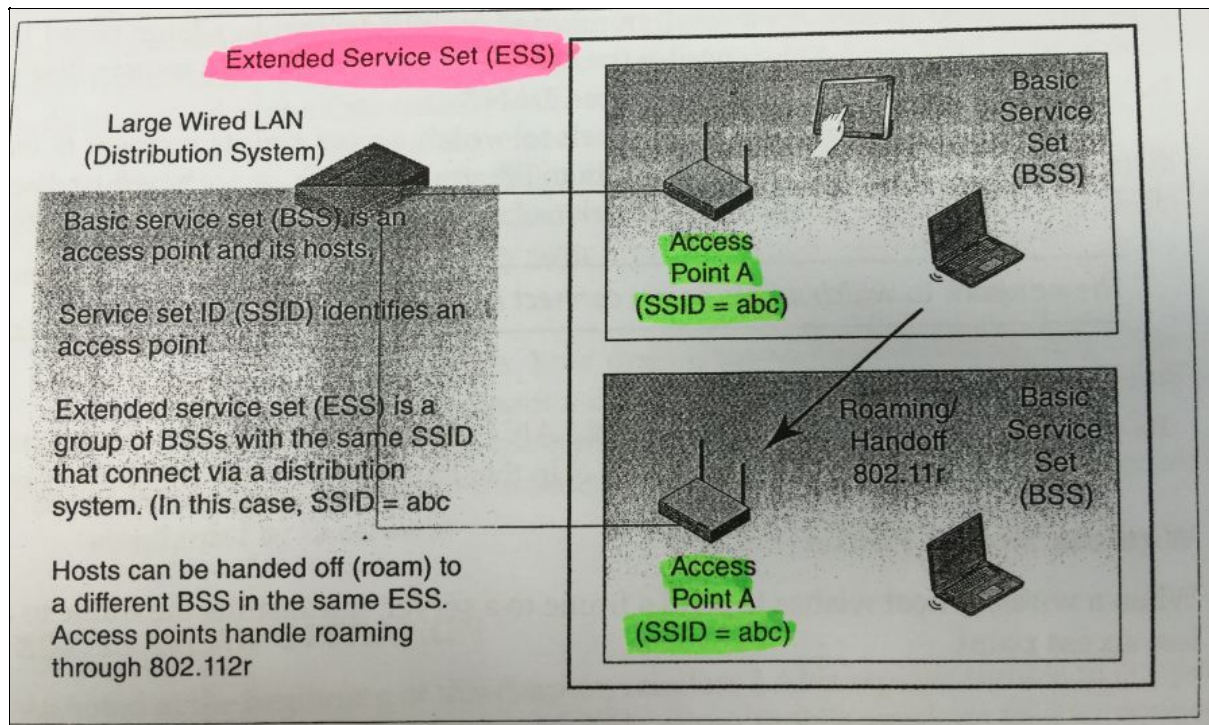 Extended Service Set (ESS)
Large Wired LAN
(Distribution System)
Basic service set (BSS) is an
access point and its hosts.
Service set ID (SSID) identifies an
access point
Extended service set (ESS) is a
group of BSSs with the same SSID
that connect via a distribution
system. (In this case, SSID = abc
Hosts can be handed off (roam) to
a different BSS in the same ESS.
Access points handle roaming
through 802.112r
Basic
Service
Set
(BSS)
Access
Point A
(SSID = abc)
Roaming/
Handoff
802.11r
Basic
Service
Set
(BSS)
Access
Point A
(SSID = abc)